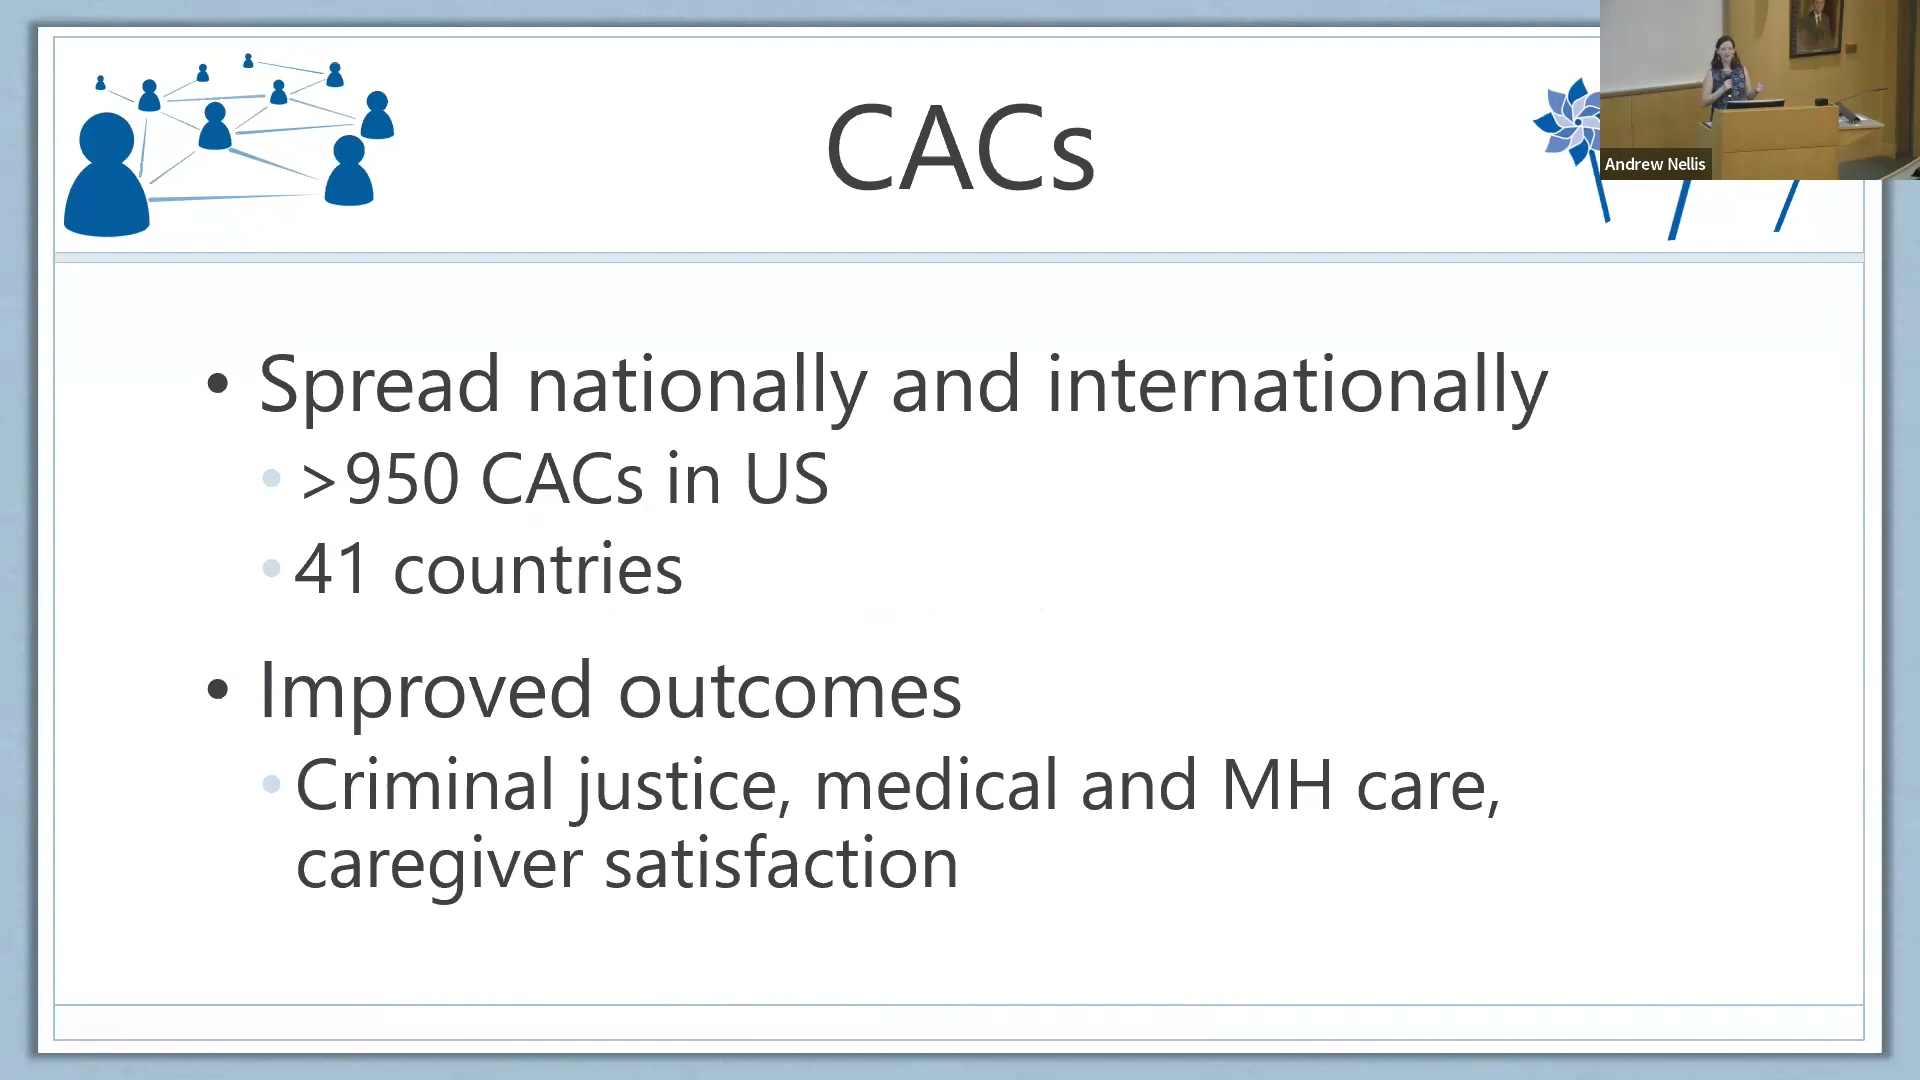 CACs
Andrew Nellis
• Spread nationally and internationally
• >950 CACs in US
• 41 countries
• Improved outcomes
• Criminal justice, medical and MH care,
caregiver satisfaction